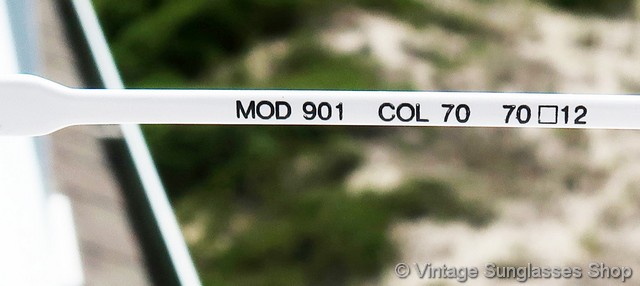 MOD 901 COL 70 70□12
© Vintage Sunglasses Shop